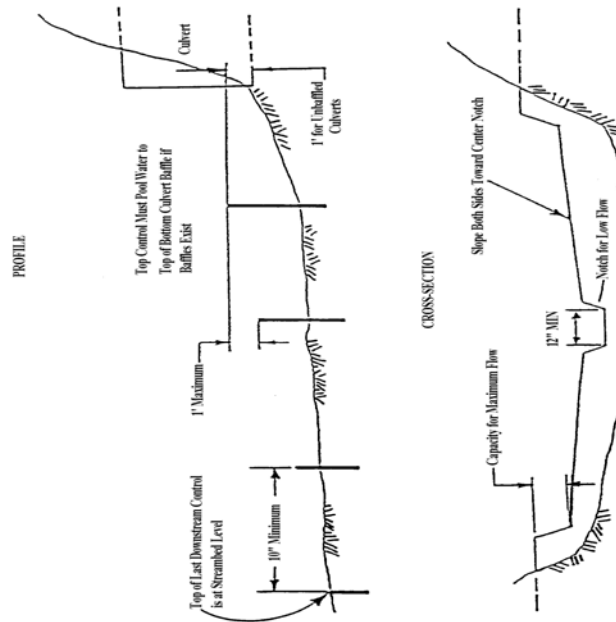 PROFILE
Culvert
Top Control Must Pool Water to
Top of Bottom Culvert Baffle if
Baffles Exist
1' for Unbaffled
Culverts
1' Maximum
Top of Last Downstream Control
is at Streambed Level
10" Minimum
CROSS-SECTION
Capacity for Maximum Flow
Slope Both Sides Toward Center Notch
12" MIN
Notch for Low Flow